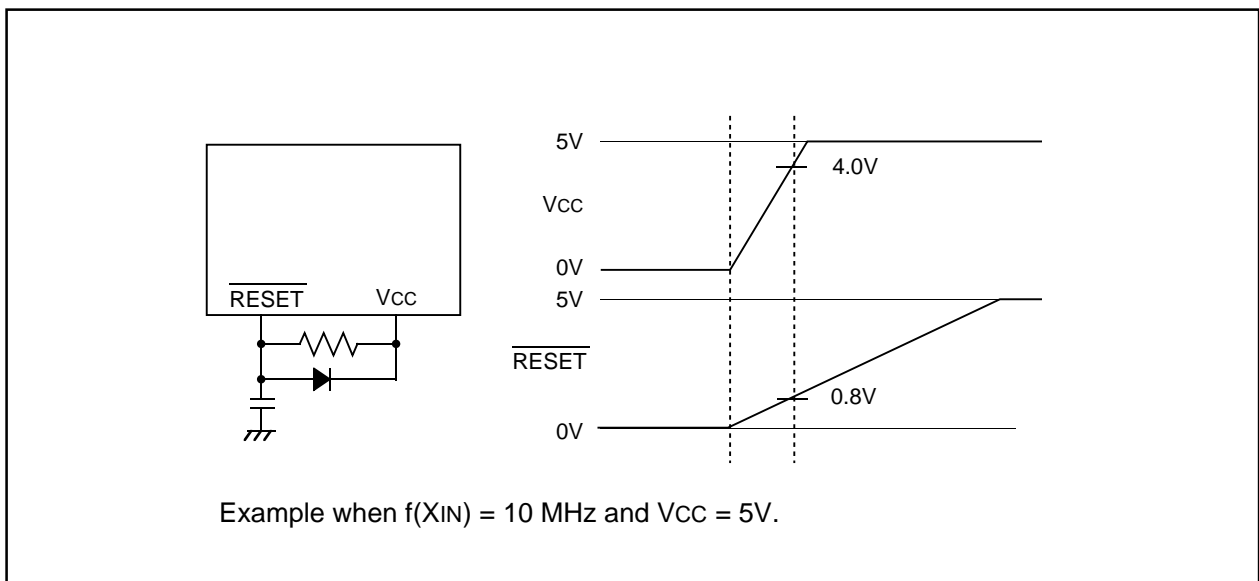 RESET
VCC
5V
VCC
4.0V
0V
5V
RESET
0.8V
0V
Example when f(XIN) = 10 MHz and VCC = 5V.